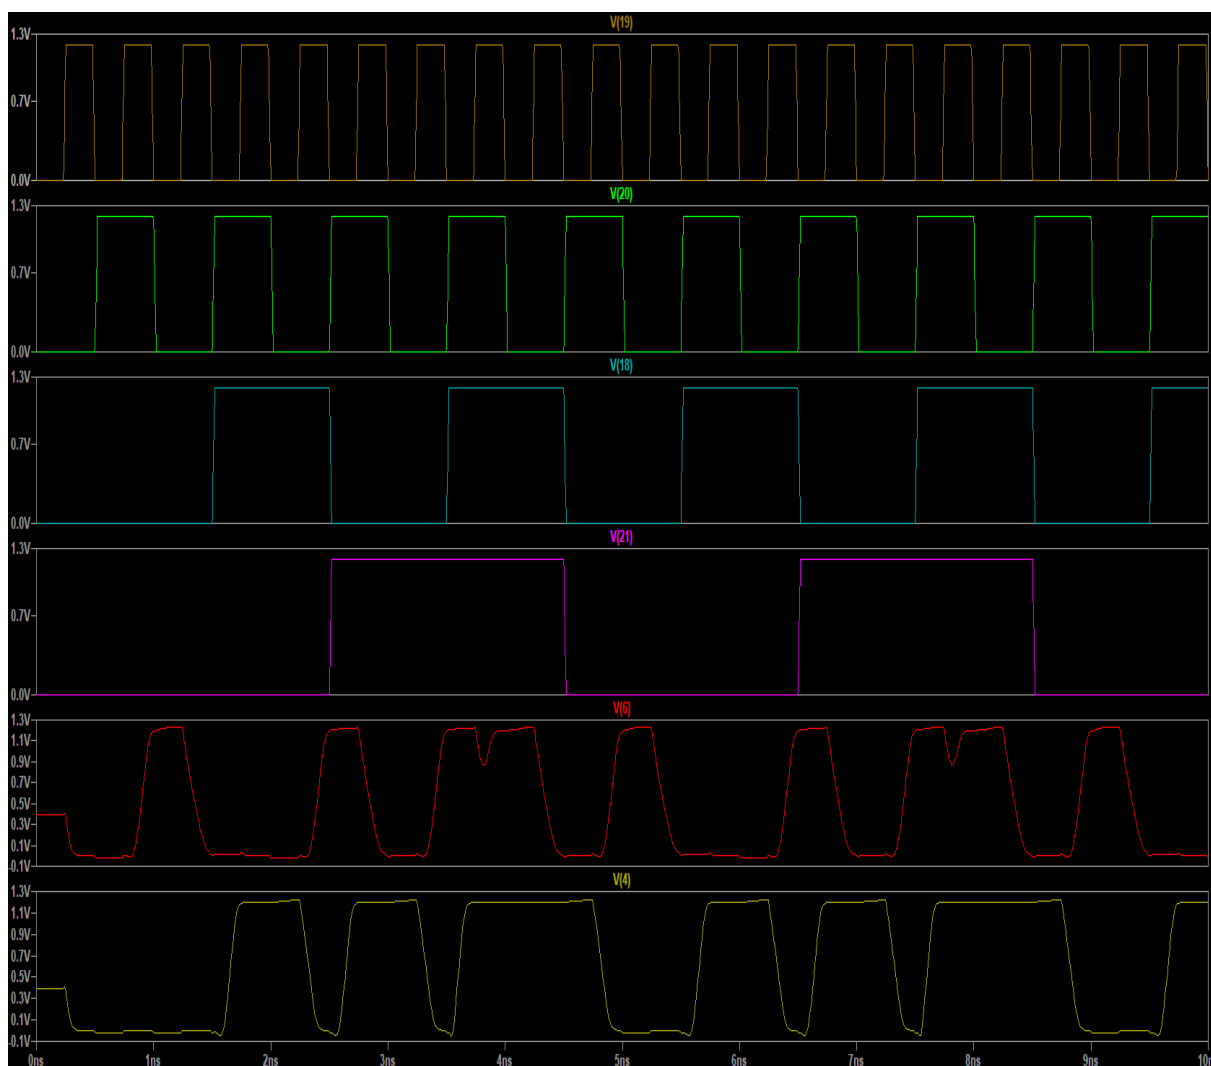 V(19)
1.3V
0.7V
0.0V
V(20)
1.3V
0.7V
0.0V
V(18)
1.3V
0.7V
0.0V
V(21)
1.3V
0.7V
0.0V
V(6)
1.3V
1.1V
0.9V
0.7V
0.5V
0.3V
0.1V
-0.1V
V(4)
1.3V
1.1V
0.9V
0.7V
0.5V
0.3V
0.1V
-0.1V
0ns 1ns 2ns 3ns 4ns 5ns 6ns 7ns 8ns 9ns 10n